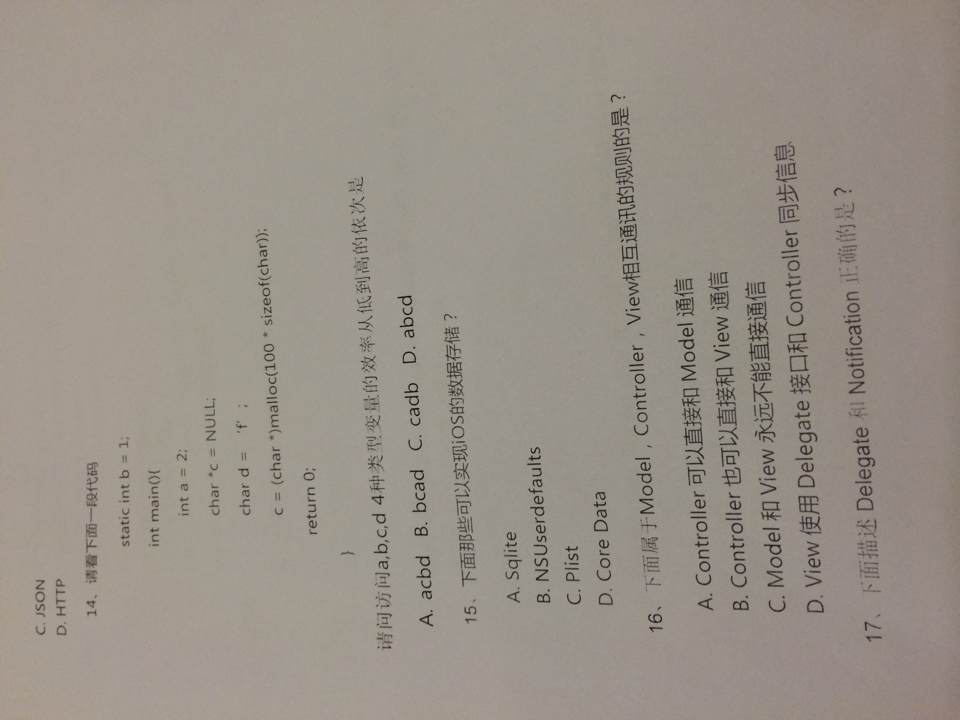 C. JSON
D. HTTP
14、请看下面一段代码
static int b = 1;
int main(){
int a = 2;
char *c = NULL;
char d = ‘f’;
c = (char *)malloc(100 * sizeof(char));
return 0;
}
请问访问a,b,c,d 4种类型变量的效率从低到高的依次是
A. acbd B. bcad C. cadb D. abcd
15、下面那些可以实现iOS的数据存储？
A. Sqlite
B. NSUserdefaults
C. Plist
D. Core Data
16、下面属于Model，Controller，View相互通讯的规则的是？
A. Controller 可以直接和 Model 通信
B. Controller 也可以直接和 View 通信
C. Model 和 View 永远不能直接通信
D. View 使用 Delegate 接口和 Controller 同步信息
17、下面描述 Delegate 和 Notification 正确的是？